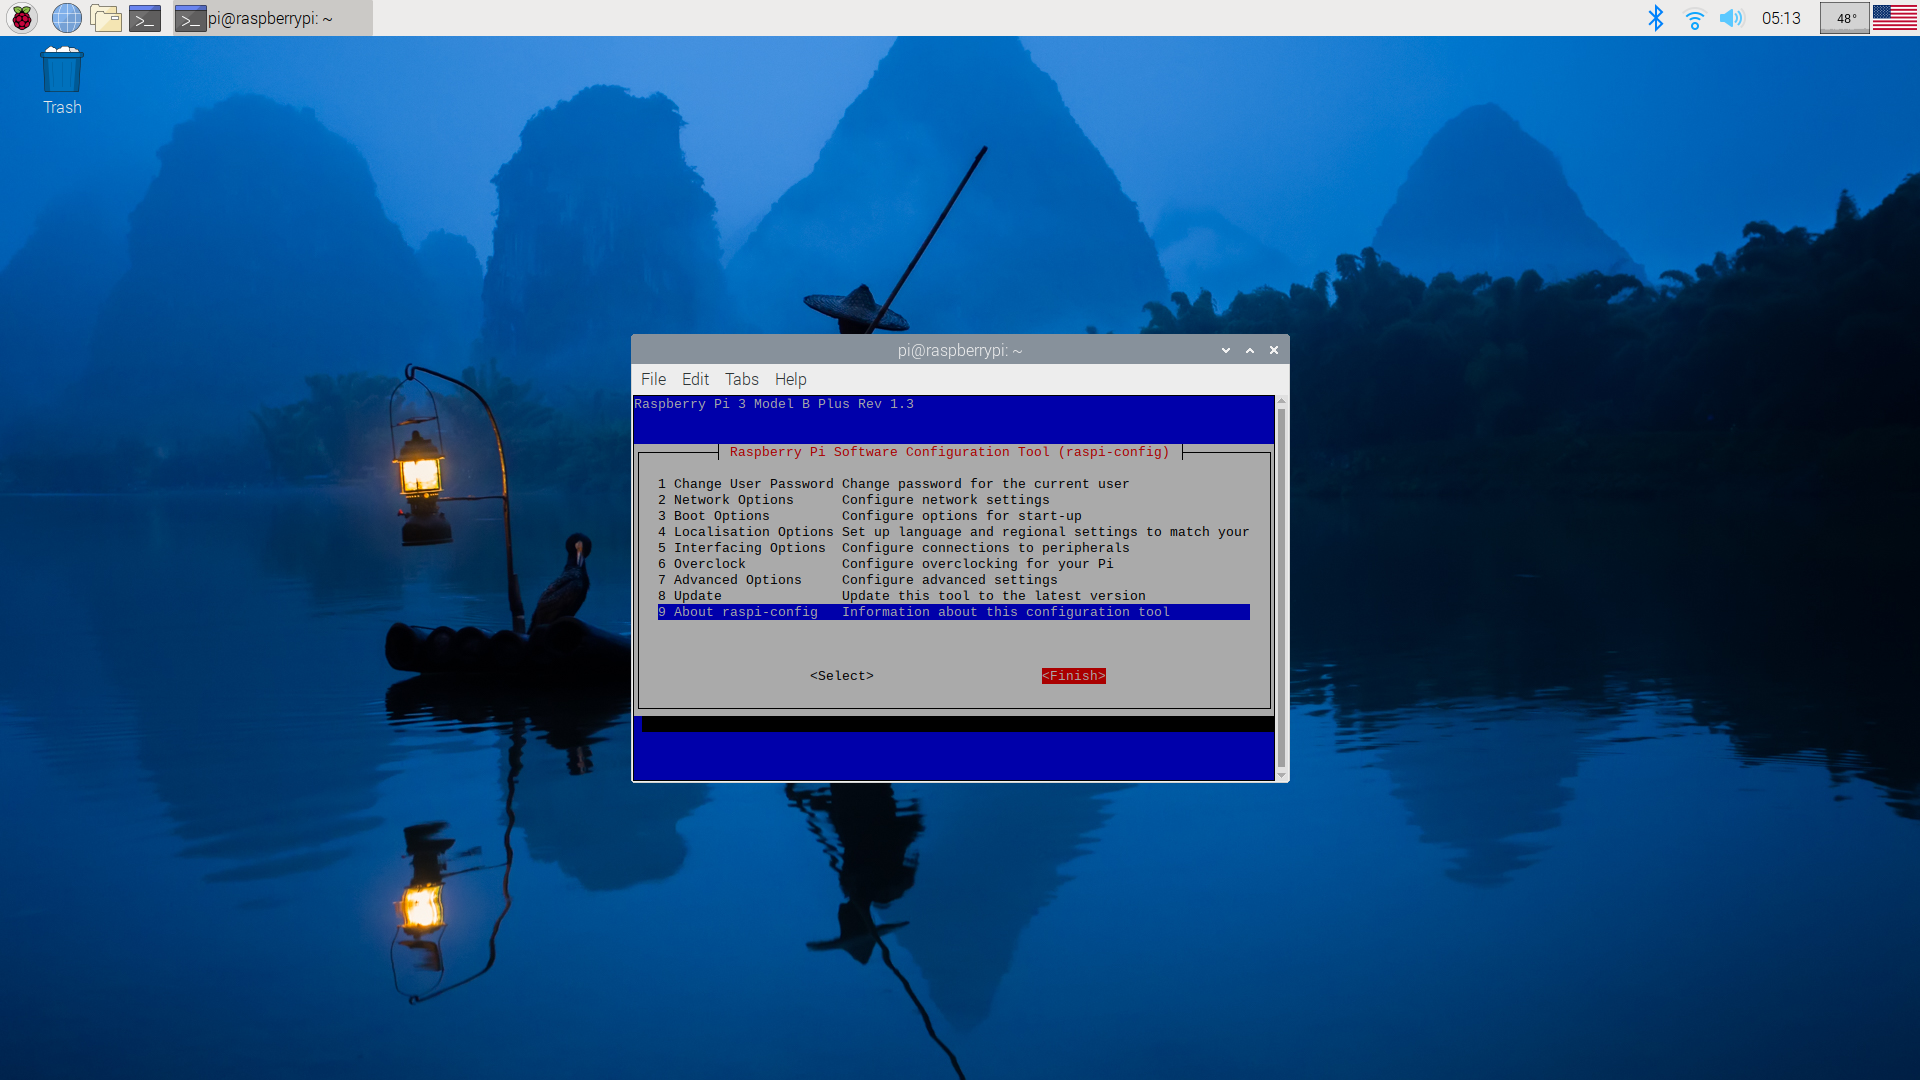 pi@raspberrypi: ~
05:13
48°
Trash
pi@raspberrypi: ~
File Edit Tabs Help
Raspberry Pi 3 Model B Plus Rev 1.3
Raspberry Pi Software Configuration Tool (raspi-config)
1 Change User Password Change password for the current user
2 Network Options Configure network settings
3 Boot Options Configure options for start-up
4 Localisation Options Set up language and regional settings to match your
5 Interfacing Options Configure connections to peripherals
6 Overclock Configure overclocking for your Pi
7 Advanced Options Configure advanced settings
8 Update Update this tool to the latest version
9 About raspi-config Information about this configuration tool
<Select> <Finish>